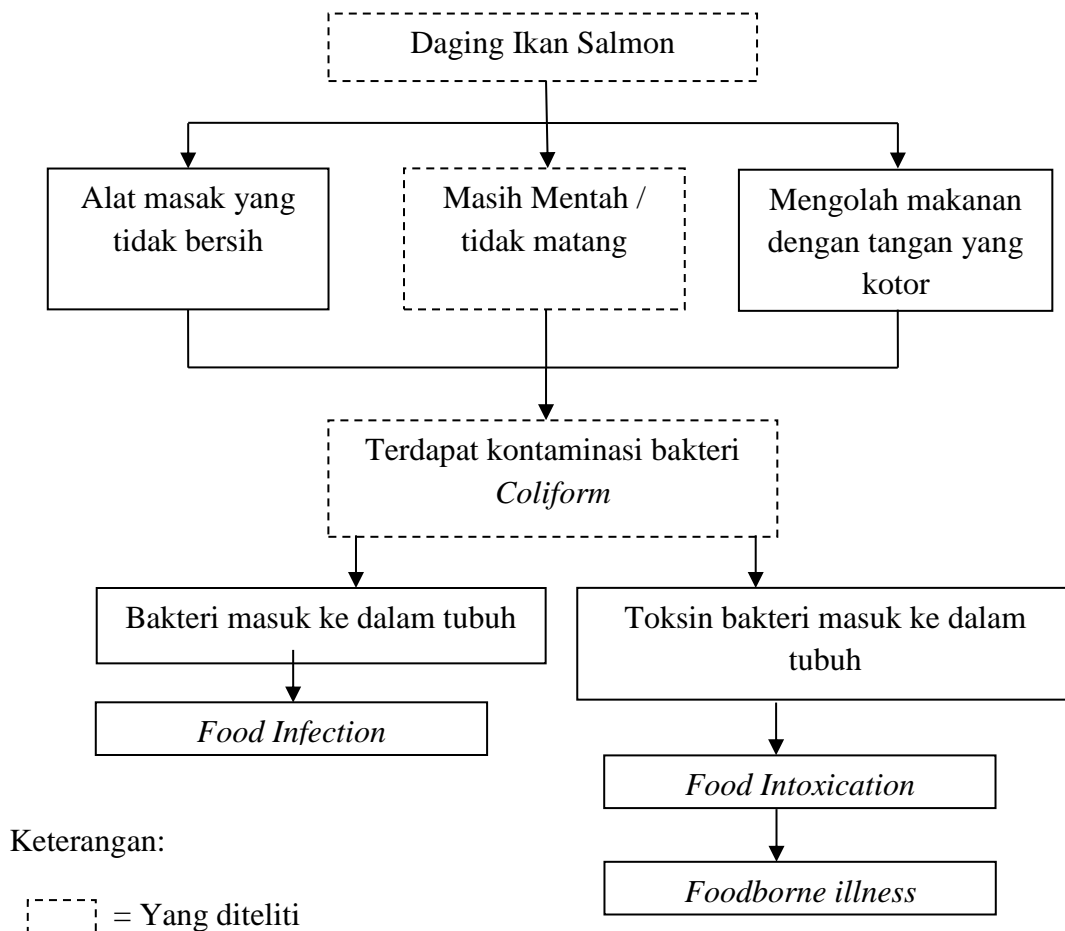 Daging Ikan Salmon
Alat masak yang
tidak bersih
Masih Mentah /
tidak matang
Mengolah makanan
dengan tangan yang
kotor
Terdapat kontaminasi bakteri
Coliform
Bakteri masuk ke dalam tubuh
Toksin bakteri masuk ke dalam
tubuh
Food Infection
Food Intoxication
Foodborne illness
Keterangan:
= Yang diteliti